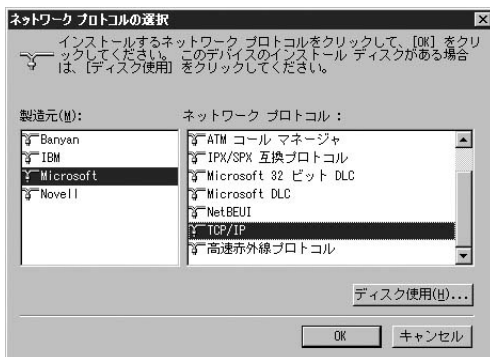 ネットワーク プロトコルの選択
インストールするネットワーク プロトコルをクリックして、[OK] をクリ
ックしてください。 このデバイスのインストール ディスクがある場合
は、[ディスク使用] をクリックしてください。
製造元(M):
ネットワーク プロトコル :
Banyan
IBM
Microsoft
Novell
ATM コール マネージャ
IPX/SPX 互換プロトコル
Microsoft 32 ビット DLC
Microsoft DLC
NetBEUI
TCP/IP
高速赤外線プロトコル
ディスク使用(H)...
OK
キャンセル